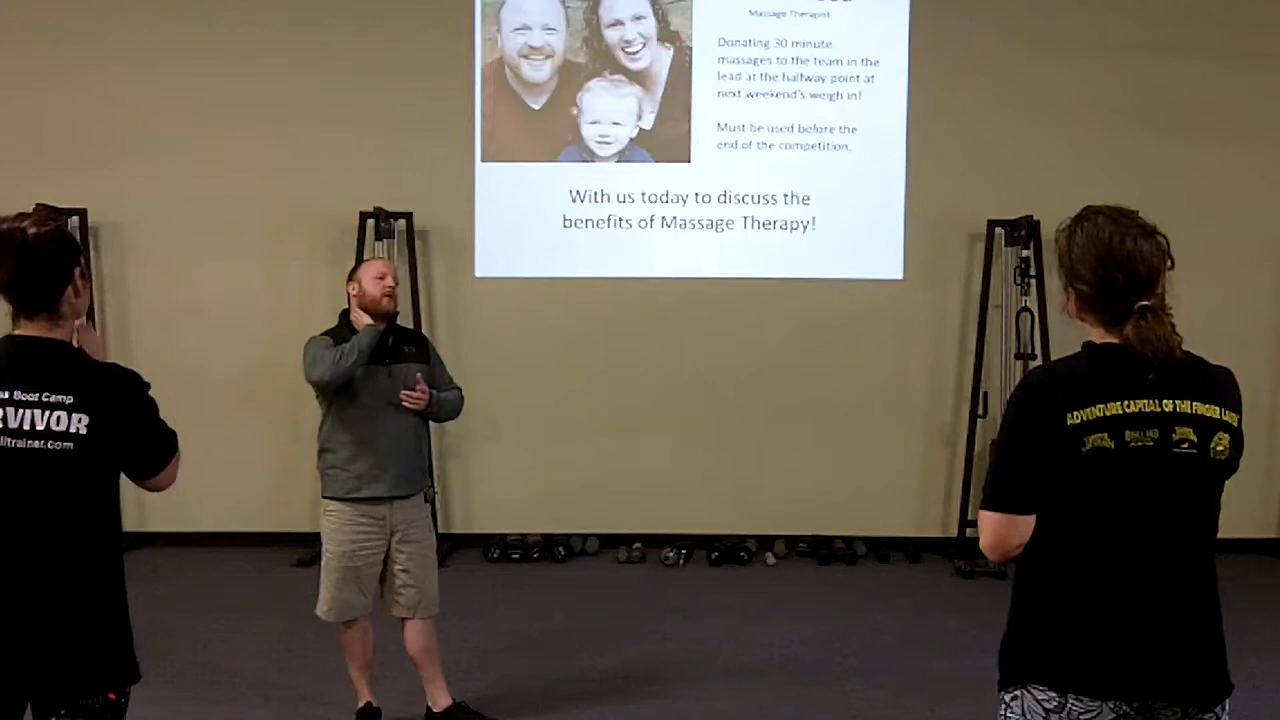 Massage Therapist
Donating 30 minute
massages to the team in the
lead at the halfway point at
next weekend's weigh in!
Must be used before the
end of the competition.
With us today to discuss the
benefits of Massage Therapy!
Boot Camp
RVIVOR
litrainer.com
ADVENTURE CAPITAL OF THE FINGER LAKES